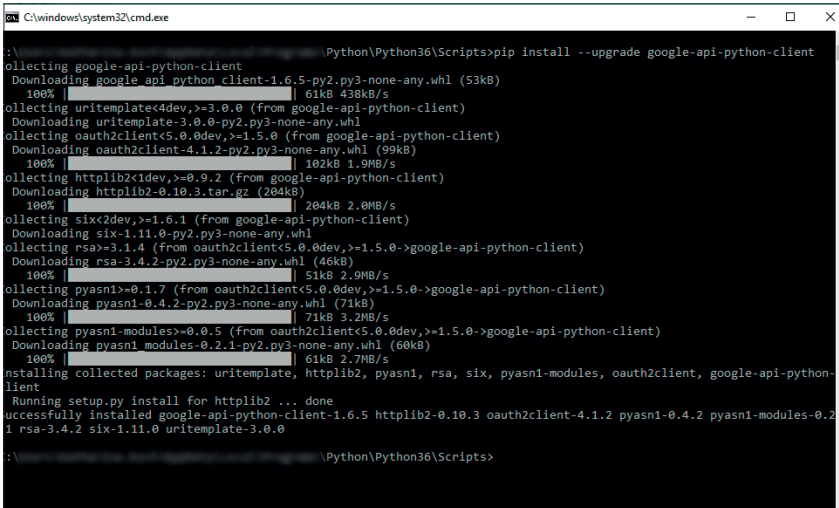 C:\windows\system32\cmd.exe
:\ \Python\Python36\Scripts>pip install --upgrade google-api-python-client
ollecting google-api-python-client
Downloading google_api_python_client-1.6.5-py2.py3-none-any.whl (53kB)
100% | | 61kB 438kB/s
ollecting uritemplate<4dev,>=3.0.0 (from google-api-python-client)
Downloading uritemplate-3.0.0-py2.py3-none-any.whl
ollecting oauth2client<5.0.0dev,>=1.5.0 (from google-api-python-client)
Downloading oauth2client-4.1.2-py2.py3-none-any.whl (99kB)
100% | | 102kB 1.9MB/s
ollecting httplib2<1dev,>=0.9.2 (from google-api-python-client)
Downloading httplib2-0.10.3.tar.gz (204kB)
100% | | 204kB 2.0MB/s
ollecting six<2dev,>=1.6.1 (from google-api-python-client)
Downloading six-1.11.0-py2.py3-none-any.whl
ollecting rsa>=3.1.4 (from oauth2client<5.0.0dev,>=1.5.0->google-api-python-client)
Downloading rsa-3.4.2-py2.py3-none-any.whl (46kB)
100% | | 51kB 2.9MB/s
ollecting pyasn1>=0.1.7 (from oauth2client<5.0.0dev,>=1.5.0->google-api-python-client)
Downloading pyasn1-0.4.2-py2.py3-none-any.whl (71kB)
100% | | 71kB 3.2MB/s
ollecting pyasn1-modules>=0.0.5 (from oauth2client<5.0.0dev,>=1.5.0->google-api-python-client)
Downloading pyasn1_modules-0.2.1-py2.py3-none-any.whl (60kB)
100% | | 61kB 2.7MB/s
nstalling collected packages: uritemplate, httplib2, pyasn1, rsa, six, pyasn1-modules, oauth2client, google-api-python-
lient
Running setup.py install for httplib2 ... done
uccessfully installed google-api-python-client-1.6.5 httplib2-0.10.3 oauth2client-4.1.2 pyasn1-0.4.2 pyasn1-modules-0.2
1 rsa-3.4.2 six-1.11.0 uritemplate-3.0.0
:\ \Python\Python36\Scripts>